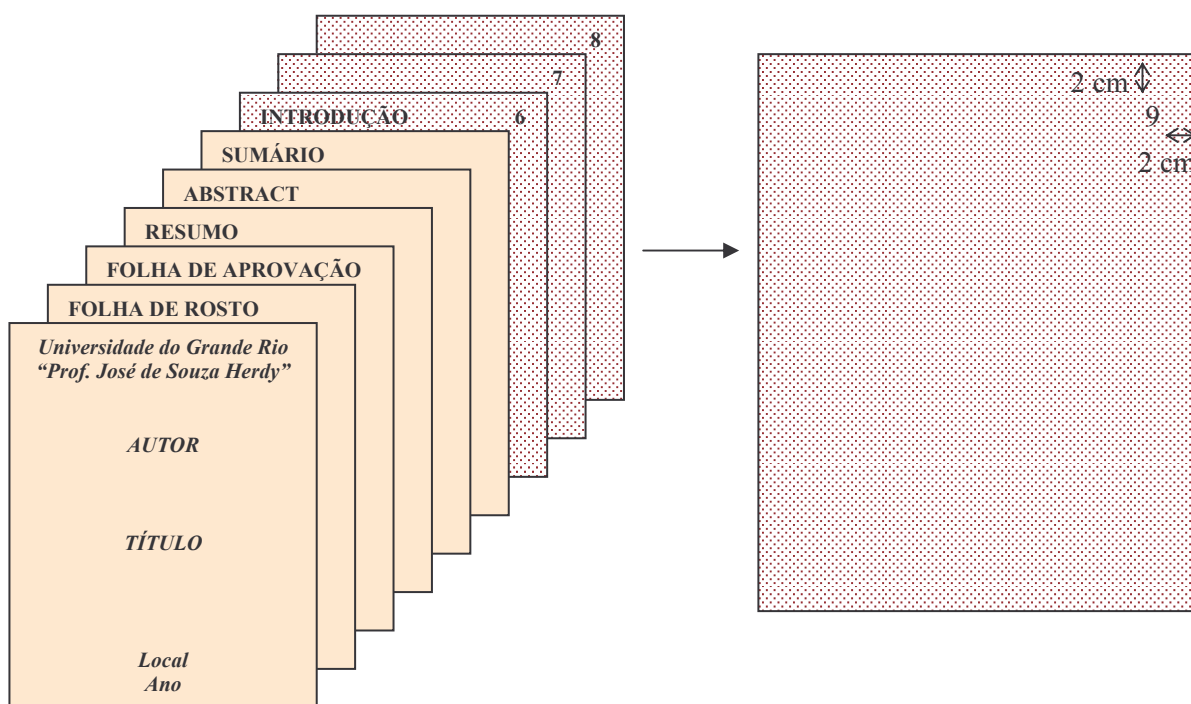 8
7
INTRODUÇÃO 6
SUMÁRIO
ABSTRACT
RESUMO
FOLHA DE APROVAÇÃO
FOLHA DE ROSTO
Universidade do Grande Rio
“Prof. José de Souza Herdy”
AUTOR
TÍTULO
Local
Ano
2 cm
9
2 cm